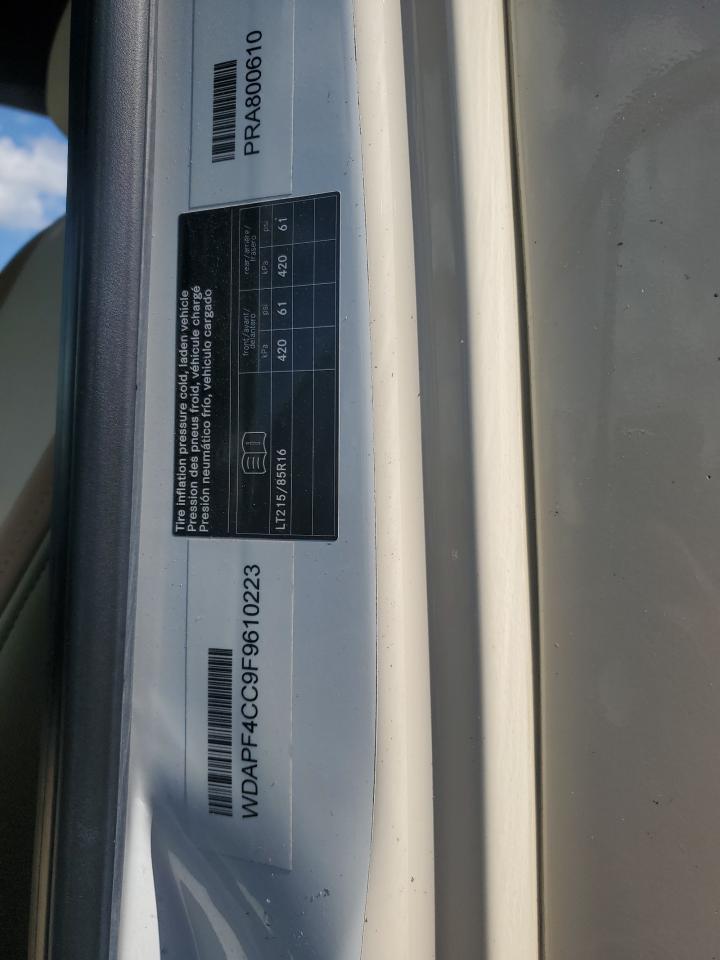 WDAPF4CC9F9610223
Tire inflation pressure cold, laden vehicle
Pression des pneus froid, véhicule chargé
Presión neumático frío, vehículo cargado
front/avant/ rear/arrière/
delantero trasero
kPa psi kPa psi
LT215/85R16 420 61 420 61
PRA800610